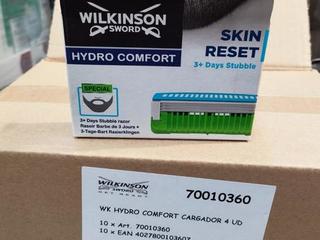 WILKINSON
SWORD
HYDRO COMFORT
SKIN
RESET
3+ Days Stubble
SPECIAL
3+ Days Stubble razor
Rasoir Barbe de 3 Jours +
3-Tage-Bart Rasierklingen
WILKINSON
SWORD
70010360
WK HYDRO COMFORT CARGADOR 4 UD
10 x Art. 70010360
10 x EAN 4027800103607